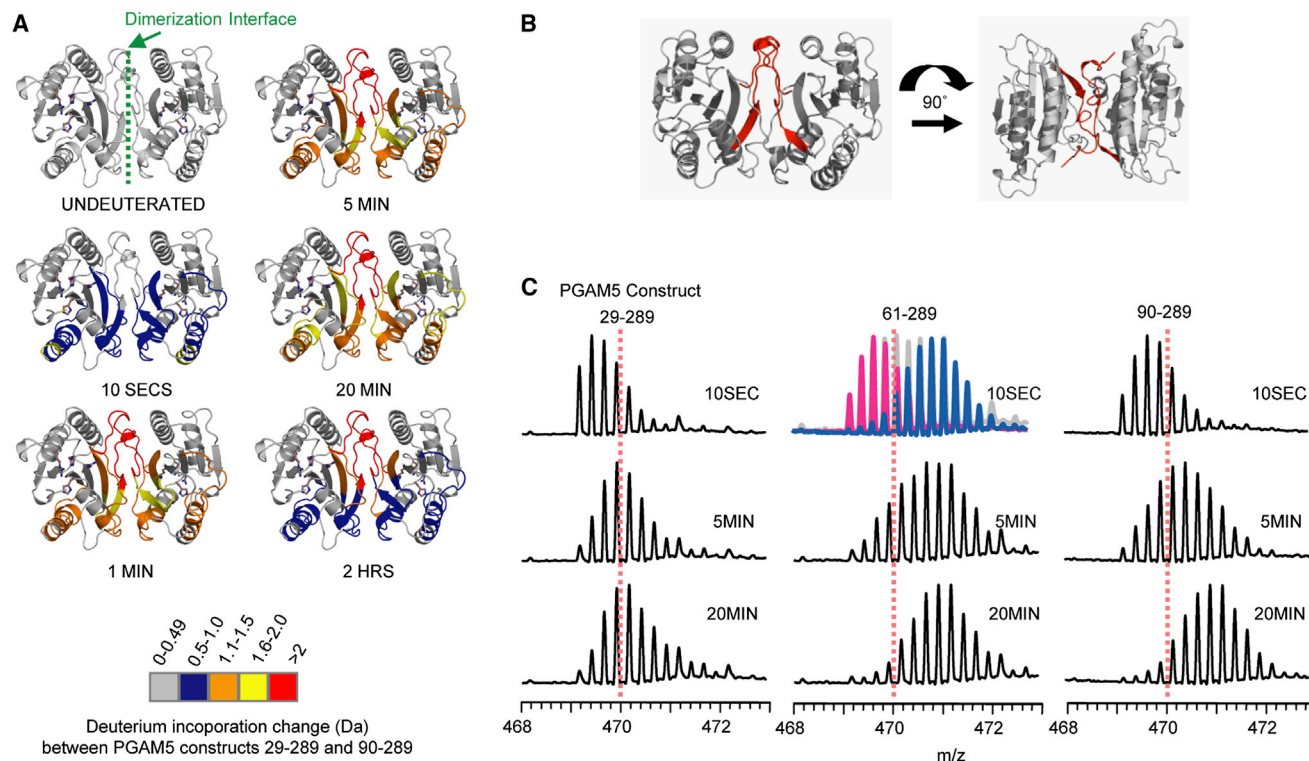 A
Dimerization Interface
UNDEUTERATED
5 MIN
10 SECS
20 MIN
1 MIN
2 HRS
0-0.49
0.5-1.0
1.1-1.5
1.6-2.0
>2
Deuterium incoporation change (Da)
between PGAM5 constructs 29-289 and 90-289
B
90°
C
PGAM5 Construct
29-289
61-289
90-289
10SEC
10SEC
10SEC
5MIN
5MIN
5MIN
20MIN
20MIN
20MIN
468 470 472
468 470 472
468 470 472
m/z